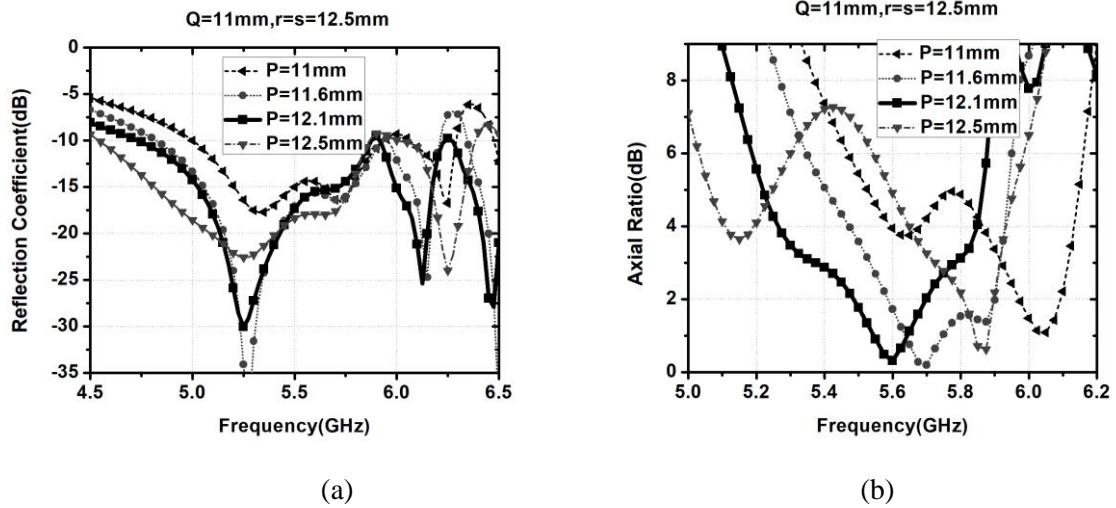 Q=11mm,r=s=12.5mm
Reflection Coefficient(dB)
0
-5
-10
-15
-20
-25
-30
-35
P=11mm
P=11.6mm
P=12.1mm
P=12.5mm
4.5 5.0 5.5 6.0 6.5
Frequency(GHz)
(a)
Q=11mm,r=s=12.5mm
Axial Ratio(dB)
8
6
4
2
0
P=11mm
P=11.6mm
P=12.1mm
P=12.5mm
5.0 5.2 5.4 5.6 5.8 6.0 6.2
Frequency(GHz)
(b)